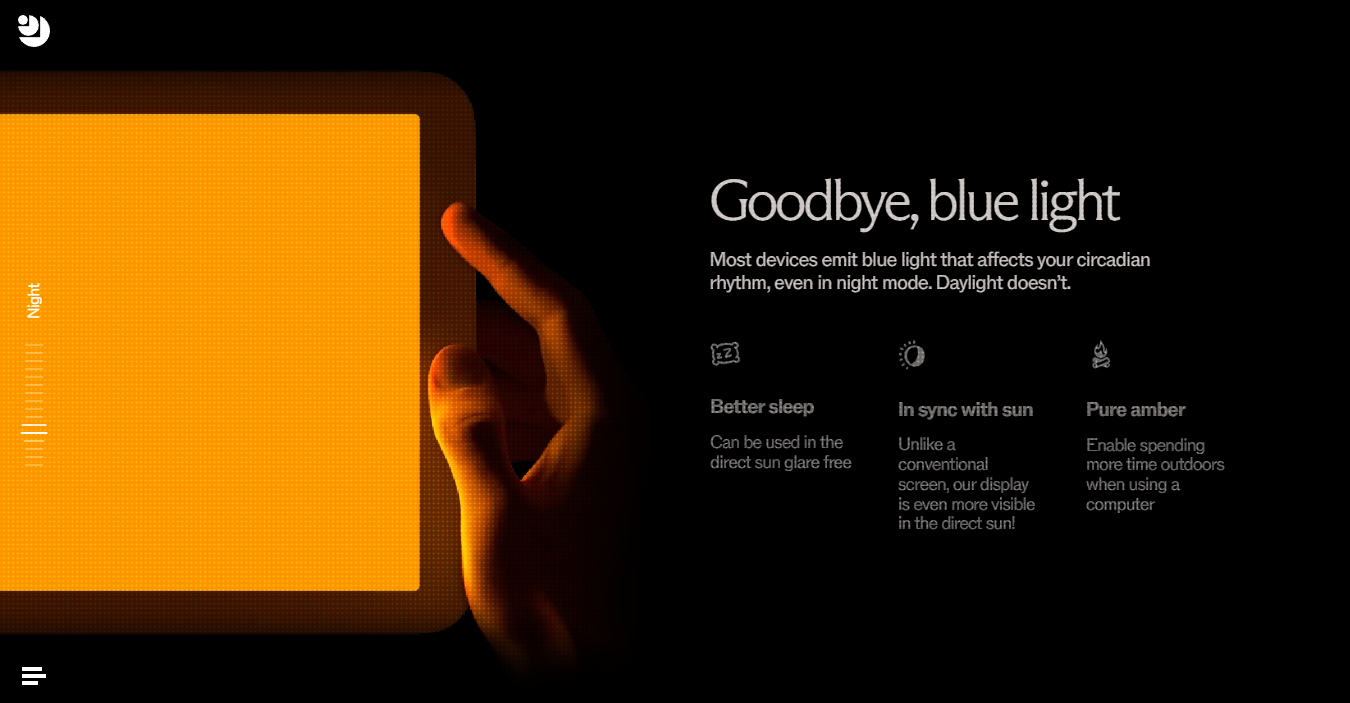 Night
Goodbye, blue light
Most devices emit blue light that affects your circadian
rhythm, even in night mode. Daylight doesn't.
zZ
Better sleep
Can be used in the
direct sun glare free
In sync with sun
Unlike a
conventional
screen, our display
is even more visible
in the direct sun!
Pure amber
Enable spending
more time outdoors
when using a
computer